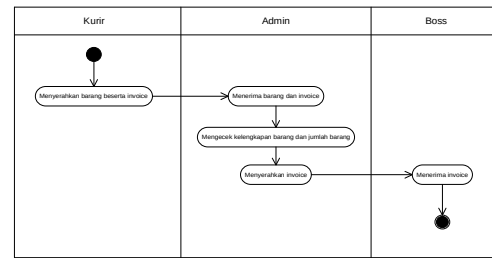 Kurir
Admin
Boss
Menyerahkan barang beserta invoice
Menerima barang dan invoice
Mengecek kelengkapan barang dan jumlah barang
Menyerahkan invoice
Menerima invoice